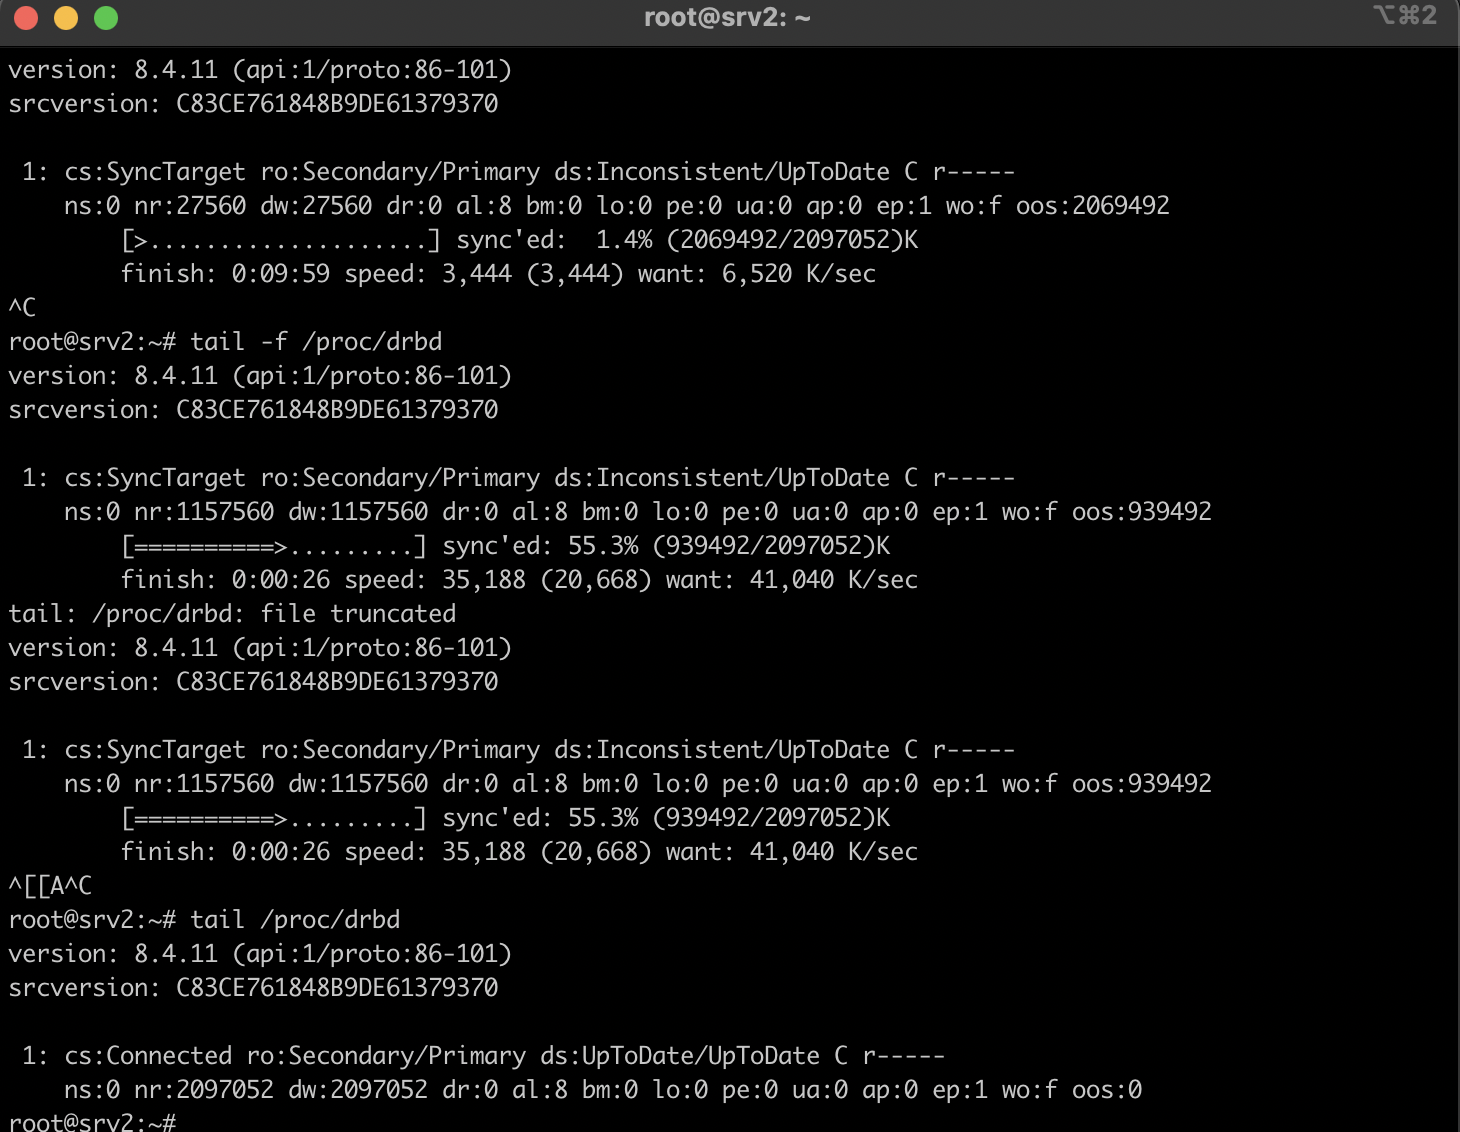 root@srv2: ~
⌥⌘2
version: 8.4.11 (api:1/proto:86-101)
srcversion: C83CE761848B9DE61379370
1: cs:SyncTarget ro:Secondary/Primary ds:Inconsistent/UpToDate C r-----
ns:0 nr:27560 dw:27560 dr:0 al:8 bm:0 lo:0 pe:0 ua:0 ap:0 ep:1 wo:f oos:2069492
[>....................] sync'ed:  1.4% (2069492/2097052)K
finish: 0:09:59 speed: 3,444 (3,444) want: 6,520 K/sec
^C
root@srv2:~# tail -f /proc/drbd
version: 8.4.11 (api:1/proto:86-101)
srcversion: C83CE761848B9DE61379370
1: cs:SyncTarget ro:Secondary/Primary ds:Inconsistent/UpToDate C r-----
ns:0 nr:1157560 dw:1157560 dr:0 al:8 bm:0 lo:0 pe:0 ua:0 ap:0 ep:1 wo:f oos:939492
[==========>.........] sync'ed: 55.3% (939492/2097052)K
finish: 0:00:26 speed: 35,188 (20,668) want: 41,040 K/sec
tail: /proc/drbd: file truncated
version: 8.4.11 (api:1/proto:86-101)
srcversion: C83CE761848B9DE61379370
1: cs:SyncTarget ro:Secondary/Primary ds:Inconsistent/UpToDate C r-----
ns:0 nr:1157560 dw:1157560 dr:0 al:8 bm:0 lo:0 pe:0 ua:0 ap:0 ep:1 wo:f oos:939492
[==========>.........] sync'ed: 55.3% (939492/2097052)K
finish: 0:00:26 speed: 35,188 (20,668) want: 41,040 K/sec
^[[A^C
root@srv2:~# tail /proc/drbd
version: 8.4.11 (api:1/proto:86-101)
srcversion: C83CE761848B9DE61379370
1: cs:Connected ro:Secondary/Primary ds:UpToDate/UpToDate C r-----
ns:0 nr:2097052 dw:2097052 dr:0 al:8 bm:0 lo:0 pe:0 ua:0 ap:0 ep:1 wo:f oos:0
root@srv2:~#